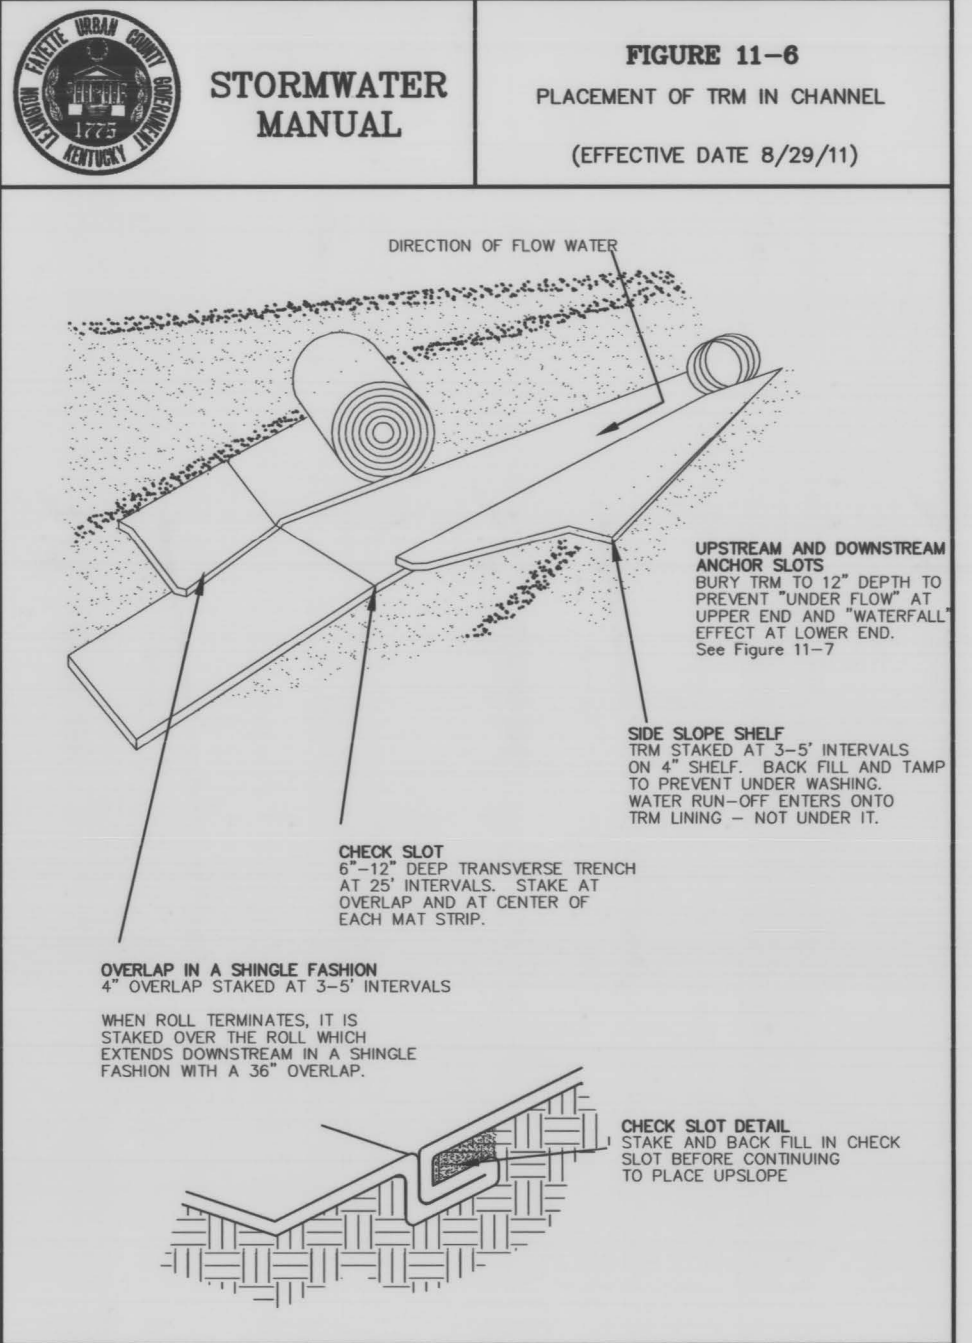 LEXINGTON FAYETTE URBAN COUNTY GOVERNMENT
1775
KENTUCKY
STORMWATER
MANUAL
FIGURE 11-6
PLACEMENT OF TRM IN CHANNEL
(EFFECTIVE DATE 8/29/11)
DIRECTION OF FLOW WATER
UPSTREAM AND DOWNSTREAM
ANCHOR SLOTS
BURY TRM TO 12" DEPTH TO
PREVENT "UNDER FLOW" AT
UPPER END AND "WATERFALL"
EFFECT AT LOWER END.
See Figure 11-7
SIDE SLOPE SHELF
TRM STAKED AT 3-5' INTERVALS
ON 4" SHELF. BACK FILL AND TAMP
TO PREVENT UNDER WASHING.
WATER RUN-OFF ENTERS ONTO
TRM LINING - NOT UNDER IT.
CHECK SLOT
6"-12" DEEP TRANSVERSE TRENCH
AT 25' INTERVALS. STAKE AT
OVERLAP AND AT CENTER OF
EACH MAT STRIP.
OVERLAP IN A SHINGLE FASHION
4" OVERLAP STAKED AT 3-5' INTERVALS
WHEN ROLL TERMINATES, IT IS
STAKED OVER THE ROLL WHICH
EXTENDS DOWNSTREAM IN A SHINGLE
FASHION WITH A 36" OVERLAP.
CHECK SLOT DETAIL
STAKE AND BACK FILL IN CHECK
SLOT BEFORE CONTINUING
TO PLACE UPSLOPE